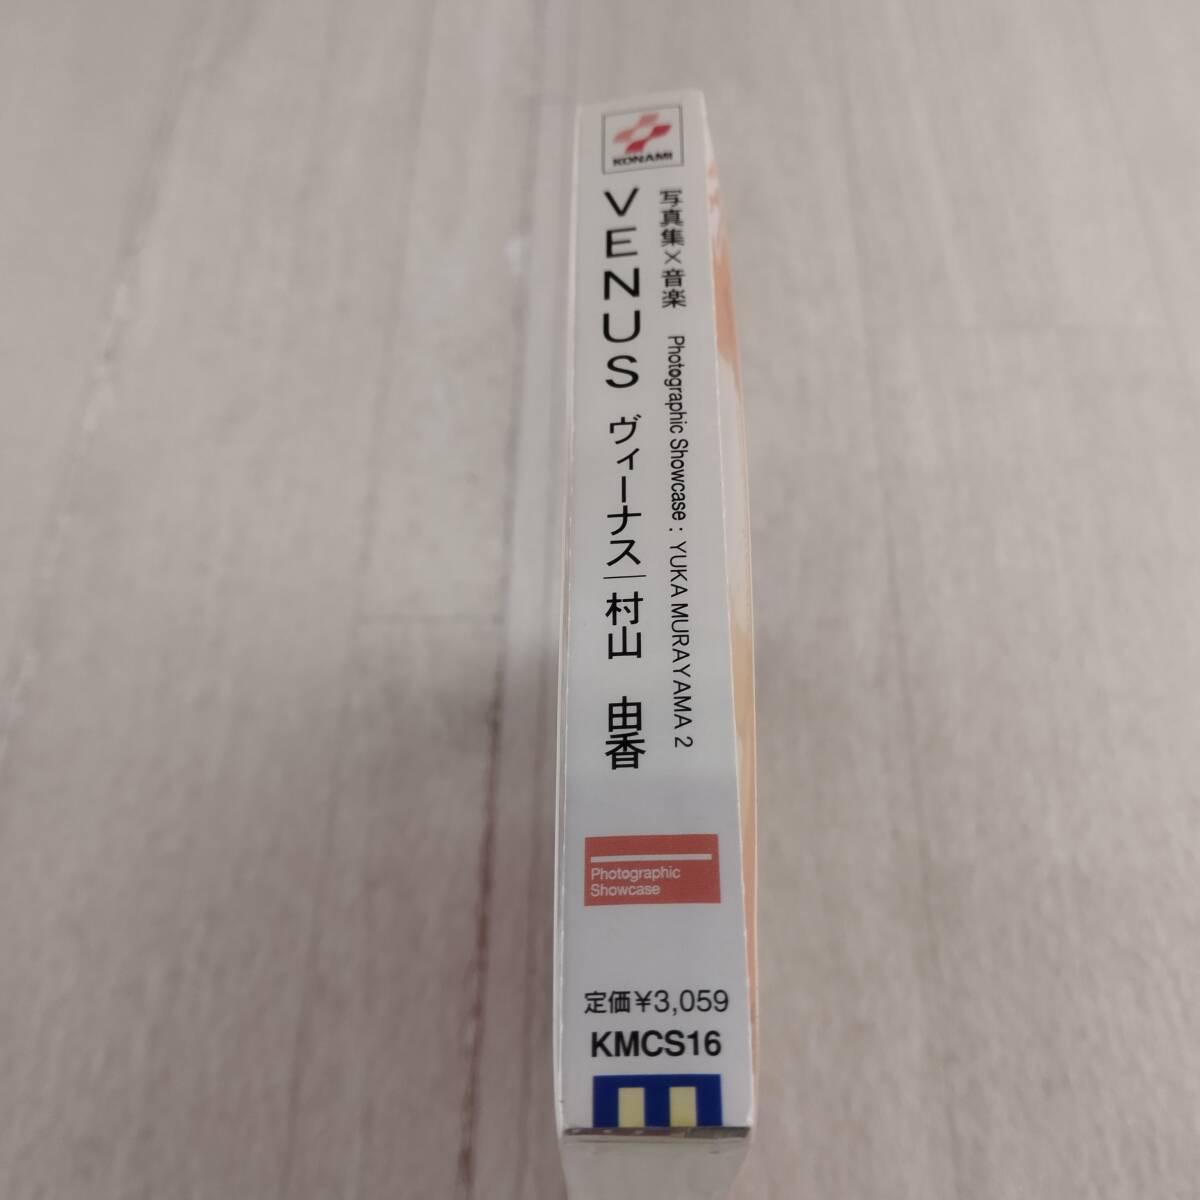 KONAMI
写真集×音楽 Photographic Showcase : YUKA MURAYAMA 2
VENUS ヴィーナス|村山 由香
Photographic
Showcase
定価¥3,059
KMCS16